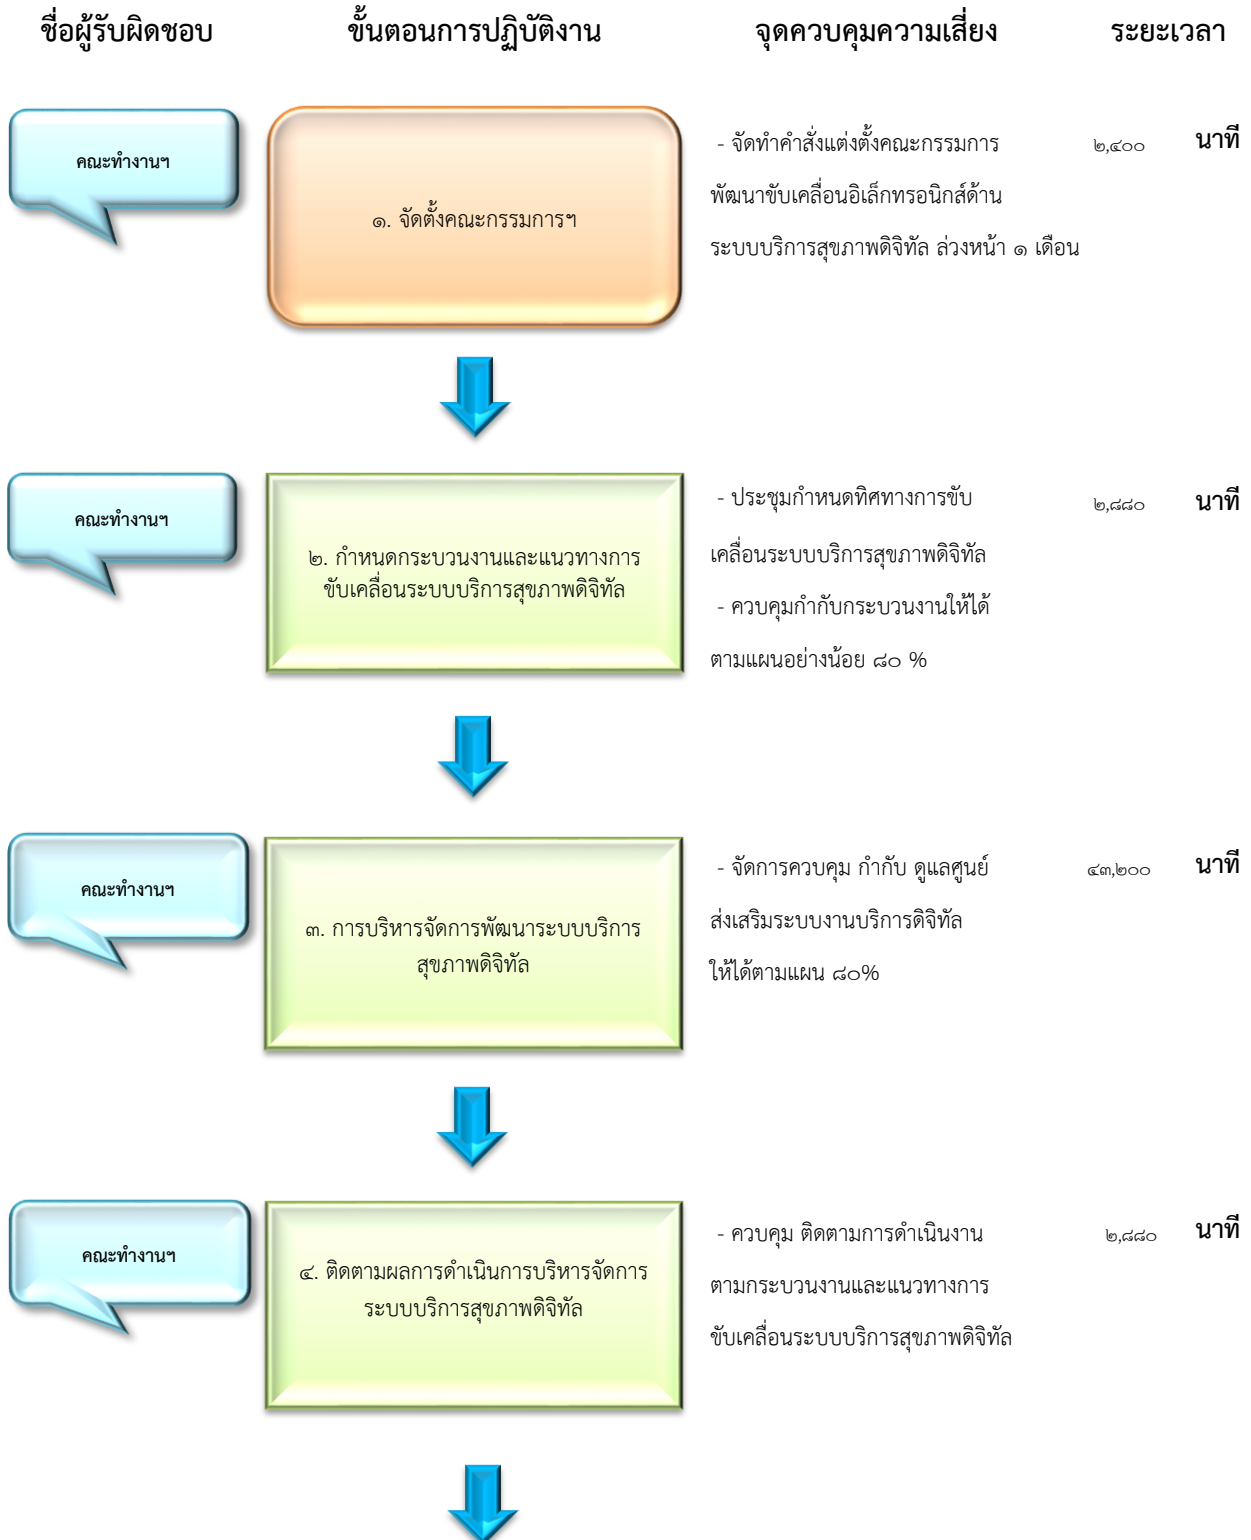 ชื่อผู้รับผิดชอบ ขั้นตอนการปฏิบัติงาน จุดควบคุมความเสี่ยง ระยะเวลา
คณะทำงานฯ
๑. จัดตั้งคณะกรรมการฯ
- จัดทำคำสั่งแต่งตั้งคณะกรรมการ
พัฒนาขับเคลื่อนอิเล็กทรอนิกส์ด้าน
ระบบบริการสุขภาพดิจิทัล ล่วงหน้า ๑ เดือน
๒,๔๐๐ นาที
คณะทำงานฯ
๒. กำหนดกระบวนงานและแนวทางการ
ขับเคลื่อนระบบบริการสุขภาพดิจิทัล
- ประชุมกำหนดทิศทางการขับ
เคลื่อนระบบบริการสุขภาพดิจิทัล
- ควบคุมกำกับกระบวนงานให้ได้
ตามแผนอย่างน้อย ๘๐ %
๒,๘๘๐ นาที
คณะทำงานฯ
๓. การบริหารจัดการพัฒนาระบบบริการ
สุขภาพดิจิทัล
- จัดการควบคุม กำกับ ดูแลศูนย์
ส่งเสริมระบบงานบริการดิจิทัล
ให้ได้ตามแผน ๘๐%
๔๓,๒๐๐ นาที
คณะทำงานฯ
๔. ติดตามผลการดำเนินการบริหารจัดการ
ระบบบริการสุขภาพดิจิทัล
- ควบคุม ติดตามการดำเนินงาน
ตามกระบวนงานและแนวทางการ
ขับเคลื่อนระบบบริการสุขภาพดิจิทัล
๒,๘๘๐ นาที